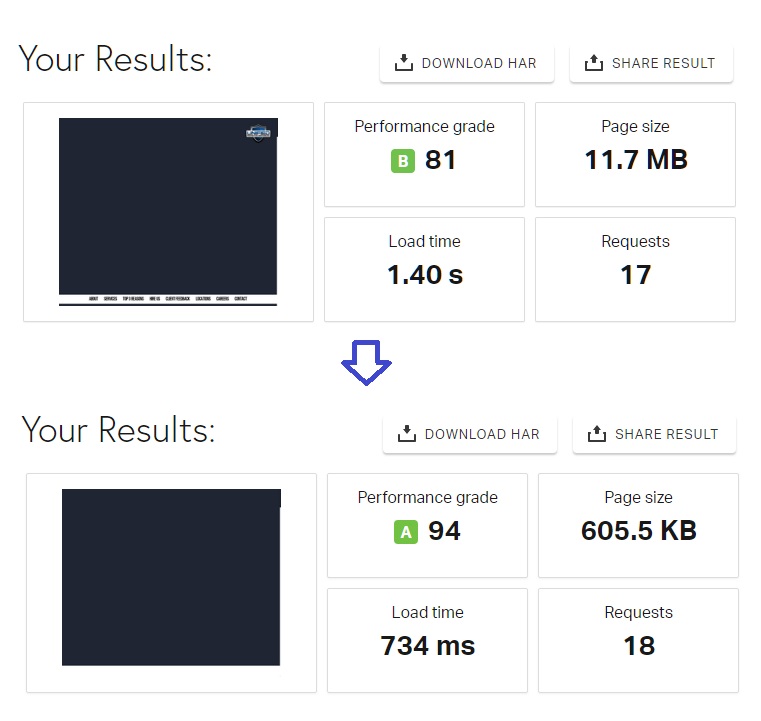 Your Results:
DOWNLOAD HAR
SHARE RESULT
Performance grade
B 81
Page size
11.7 MB
Load time
1.40 s
Requests
17
ABOUT SERVICES TOP 5 REASONS HIRE US CLIENT FEEDBACK LOCATIONS CAREERS CONTACT
Your Results:
DOWNLOAD HAR
SHARE RESULT
Performance grade
A 94
Page size
605.5 KB
Load time
734 ms
Requests
18